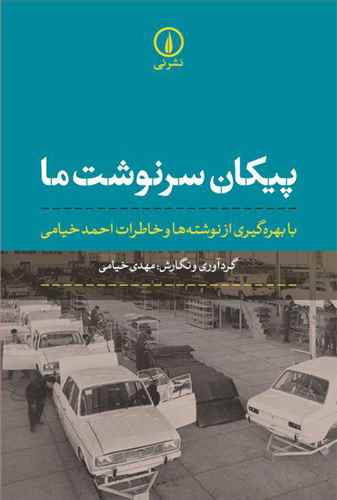 نشرنی
پیکان سرنوشت ما
با بهره‌گیری از نوشته‌ها و خاطرات احمد خیامی
گردآوری و نگارش: مهدی خیامی